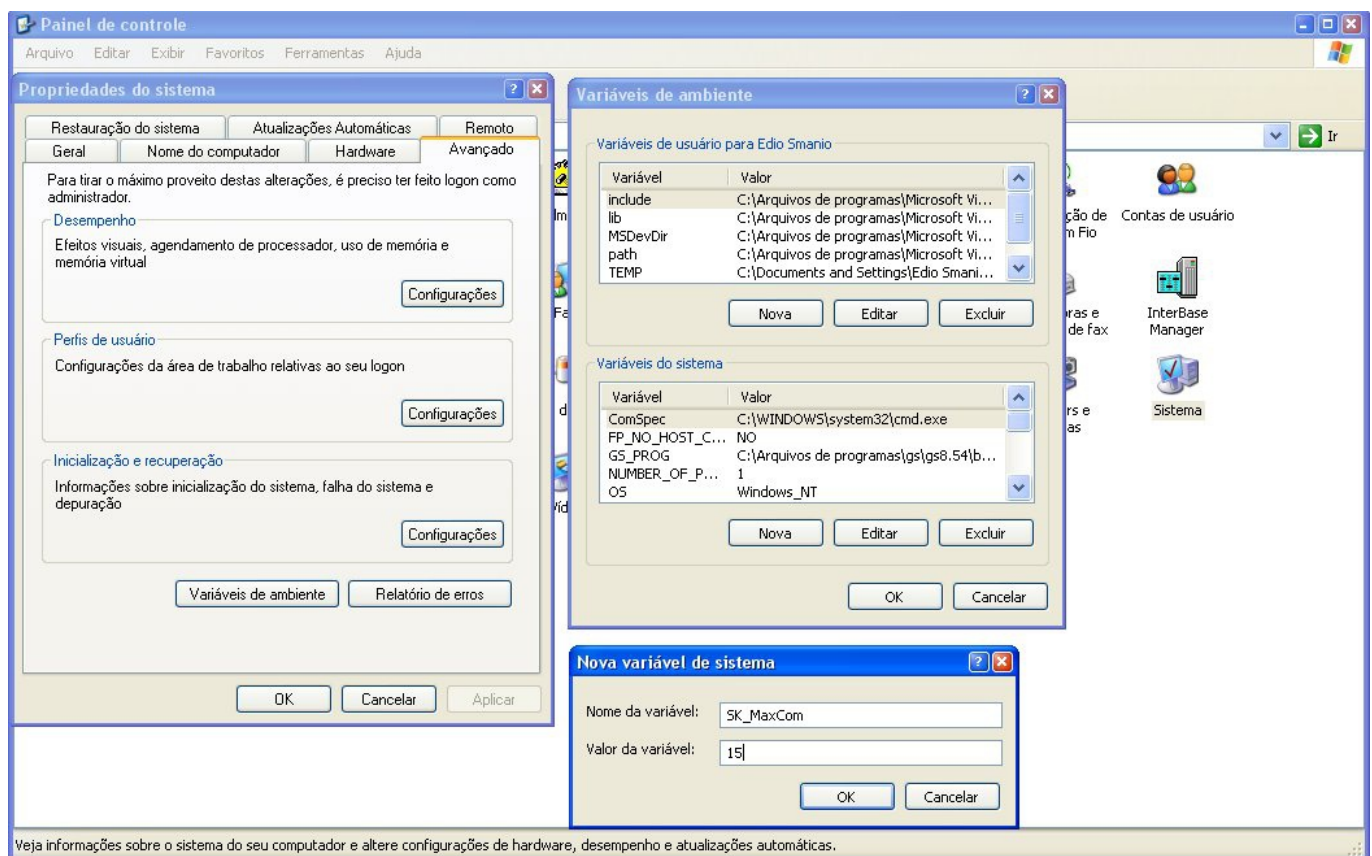 Painel de controle
Arquivo Editar Exibir Favoritos Ferramentas Ajuda
Ir
Propriedades do sistema
Restauração do sistema Atualizações Automáticas Remoto
Geral Nome do computador Hardware Avançado
Para tirar o máximo proveito destas alterações, é preciso ter feito logon como
administrador.
Desempenho
Efeitos visuais, agendamento de processador, uso de memória e
memória virtual
Configurações
Perfis de usuário
Configurações da área de trabalho relativas ao seu logon
Configurações
Inicialização e recuperação
Informações sobre inicialização do sistema, falha do sistema e
depuração
Configurações
Variáveis de ambiente Relatório de erros
OK Cancelar Aplicar
Variáveis de ambiente
Variáveis de usuário para Edio Smanio
Variável Valor
include C:\Arquivos de programas\Microsoft Vi...
lib C:\Arquivos de programas\Microsoft Vi...
MSDevDir C:\Arquivos de programas\Microsoft Vi...
path C:\Arquivos de programas\Microsoft Vi...
TEMP C:\Documents and Settings\Edio Smani...
Nova Editar Excluir
Variáveis do sistema
Variável Valor
ComSpec C:\WINDOWS\system32\cmd.exe
FP_NO_HOST_C... NO
GS_PROG C:\Arquivos de programas\gs\gs8.54\b...
NUMBER_OF_P... 1
OS Windows_NT
Nova Editar Excluir
OK Cancelar
Nova variável de sistema
Nome da variável: SK_MaxCom
Valor da variável: 15
OK Cancelar
ção de
m Fio
Contas de usuário
ras e
de fax
InterBase
Manager
rs e
as
Sistema
Veja informações sobre o sistema do seu computador e altere configurações de hardware, desempenho e atualizações automáticas.